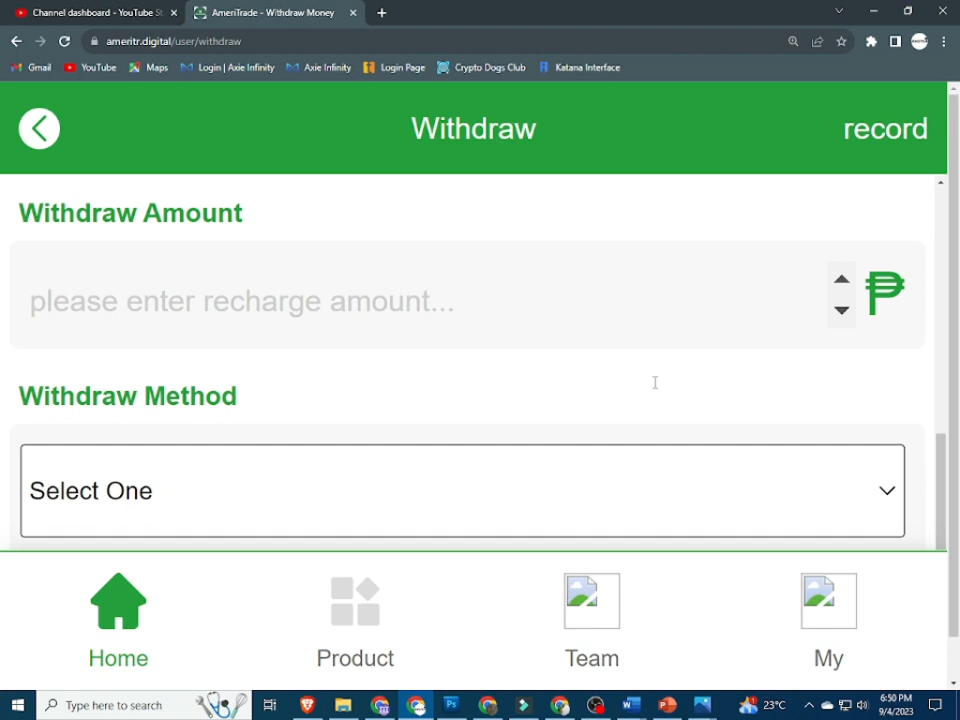 Channel dashboard - YouTube St
AmeriTrade - Withdraw Money
ameritr.digital/user/withdraw
Gmail
YouTube
Maps
Login | Axie Infinity
Axie Infinity
Login Page
Crypto Dogs Club
Katana Interface
Withdraw
record
Withdraw Amount
please enter recharge amount...
₱
Withdraw Method
Select One
Home
Product
Team
My
Type here to search
23°C
6:50 PM
9/4/2023